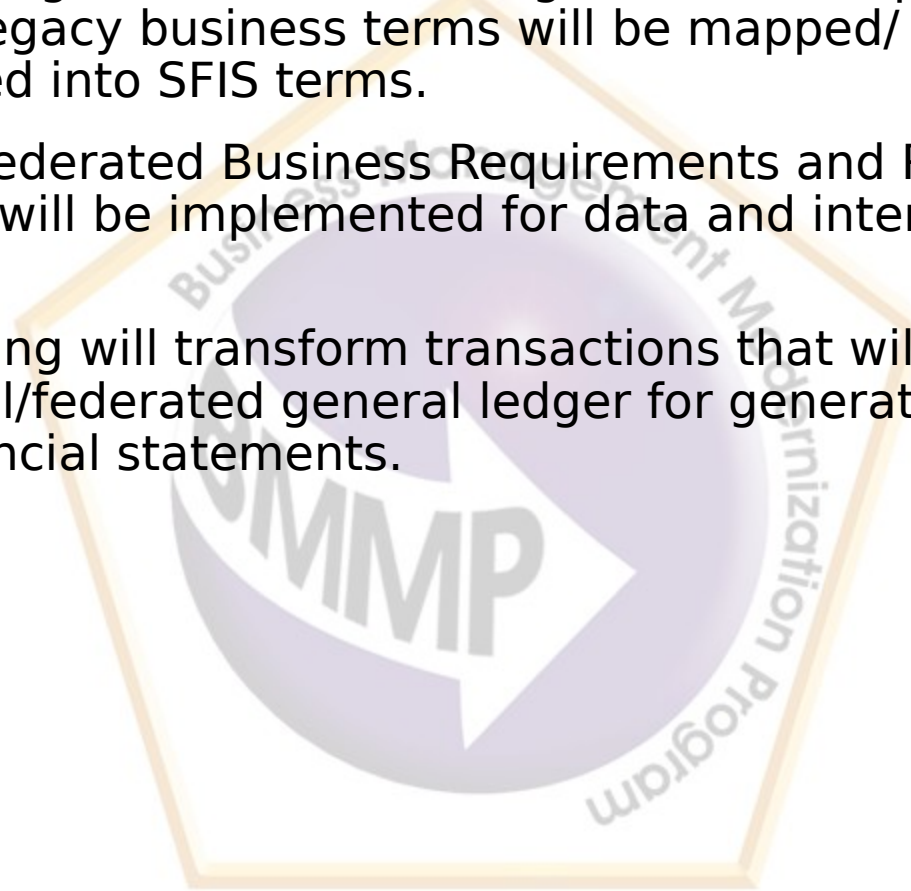 egacy business terms will be mapped/
ed into SFIS terms.
ederated Business Requirements and
will be implemented for data and inter
ng will transform transactions that wil
l/federated general ledger for generat
ncial statements.
Business Management Modernization Program
BMMP